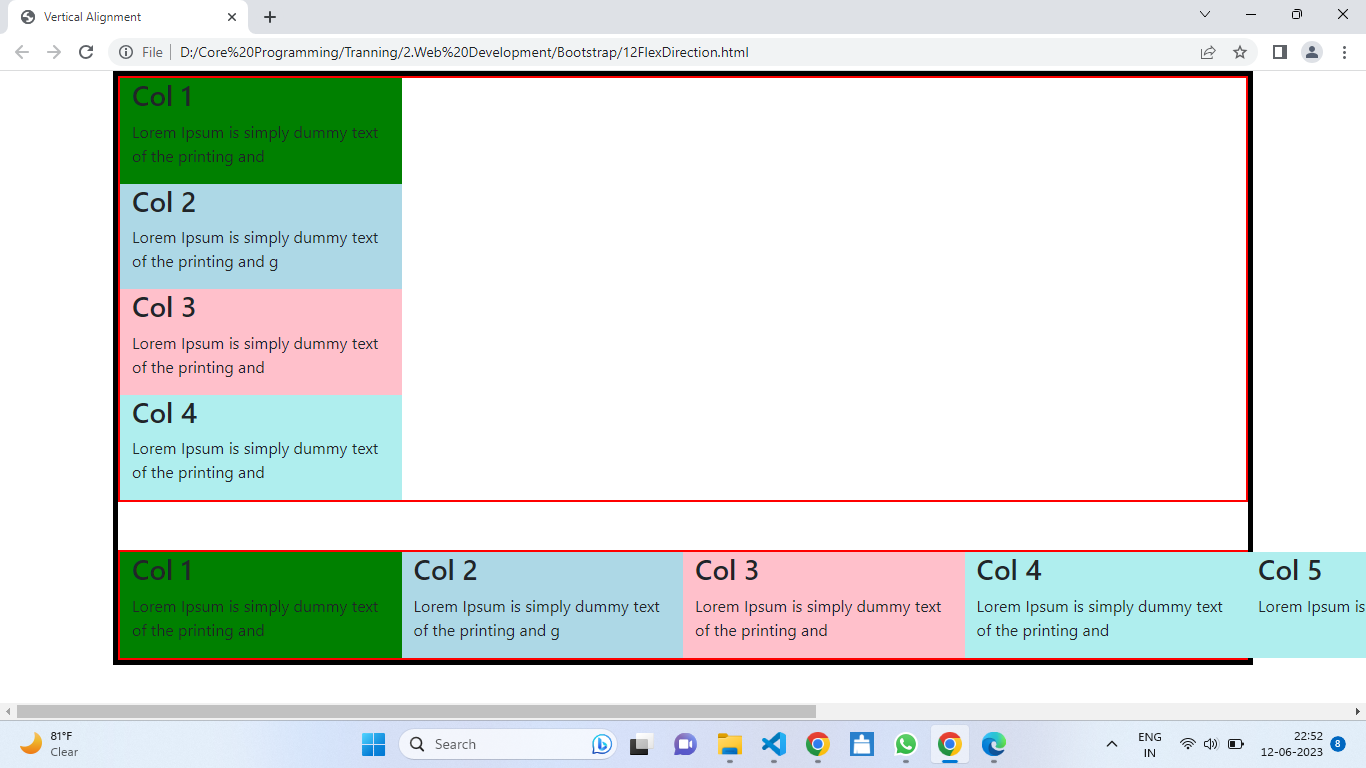 Vertical Alignment
File
D:/Core%20Programming/Tranning/2.Web%20Development/Bootstrap/12FlexDirection.html
Col 1
Lorem Ipsum is simply dummy text
of the printing and
Col 2
Lorem Ipsum is simply dummy text
of the printing and g
Col 3
Lorem Ipsum is simply dummy text
of the printing and
Col 4
Lorem Ipsum is simply dummy text
of the printing and
Col 1
Lorem Ipsum is simply dummy text
of the printing and
Col 2
Lorem Ipsum is simply dummy text
of the printing and g
Col 3
Lorem Ipsum is simply dummy text
of the printing and
Col 4
Lorem Ipsum is simply dummy text
of the printing and
Col 5
Lorem Ipsum is
81°F
Clear
Search
ENG
IN
22:52
12-06-2023
8